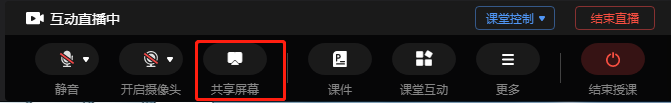 互动直播中
课堂控制
结束直播
静音
开启摄像头
共享屏幕
课件
课堂互动
更多
结束授课